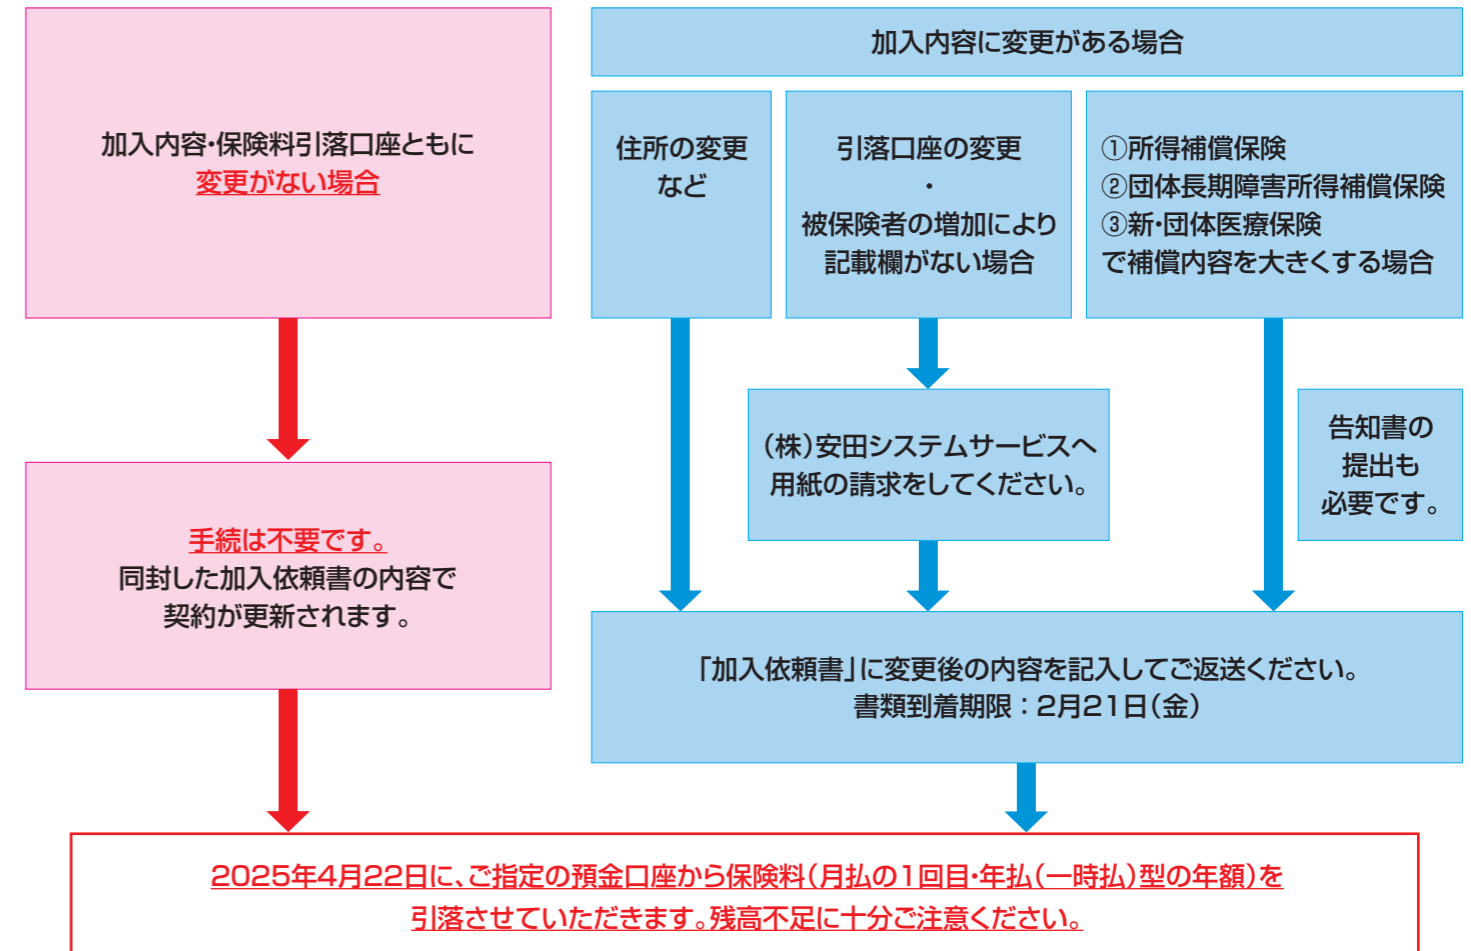 加入内容・保険料引落口座ともに
変更がない場合
手続は不要です。
同封した加入依頼書の内容で
契約が更新されます。
加入内容に変更がある場合
住所の変更
など
引落口座の変更
・
被保険者の増加により
記載欄がない場合
①所得補償保険
②団体長期障害所得補償保険
③新・団体医療保険
で補償内容を大きくする場合
（株）安田システムサービスへ
用紙の請求をしてください。
告知書の
提出も
必要です。
「加入依頼書」に変更後の内容を記入してご返送ください。
書類到着期限：2月21日（金）
2025年4月22日に、ご指定の預金口座から保険料（月払の1回目・年払（一時払）型の年額）を
引落させていただきます。残高不足に十分ご注意ください。